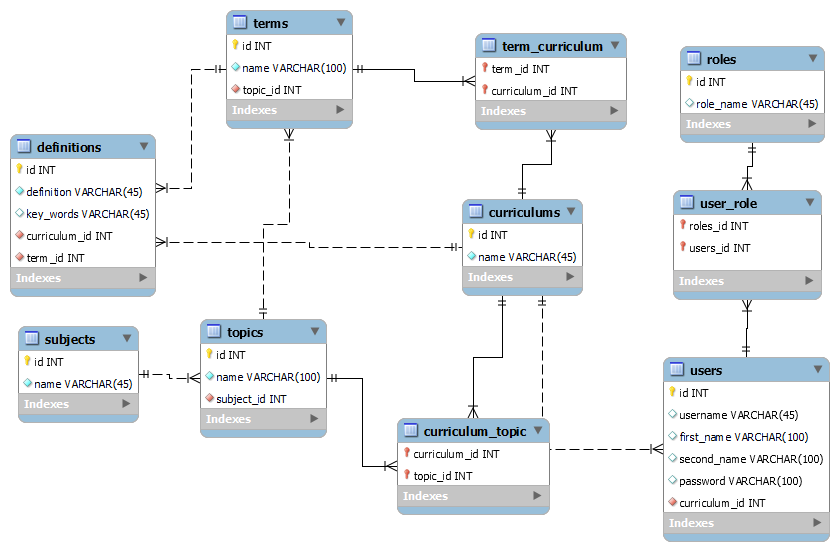 terms
id INT
name VARCHAR(100)
topic_id INT
Indexes
term_curriculum
term_id INT
curriculum_id INT
Indexes
roles
id INT
role_name VARCHAR(45)
Indexes
definitions
id INT
definition VARCHAR(45)
key_words VARCHAR(45)
curriculum_id INT
term_id INT
Indexes
curriculums
id INT
name VARCHAR(45)
Indexes
user_role
roles_id INT
users_id INT
Indexes
subjects
id INT
name VARCHAR(45)
Indexes
topics
id INT
name VARCHAR(100)
subject_id INT
Indexes
curriculum_topic
curriculum_id INT
topic_id INT
Indexes
users
id INT
username VARCHAR(45)
first_name VARCHAR(100)
second_name VARCHAR(100)
password VARCHAR(100)
curriculum_id INT
Indexes